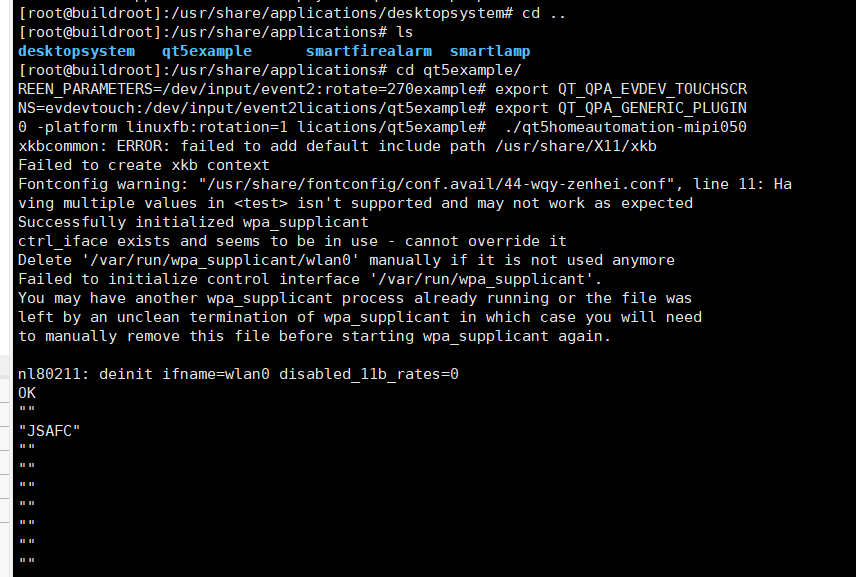 [root@buildroot]:/usr/share/applications/desktopsystem# cd ..
[root@buildroot]:/usr/share/applications# ls
desktopsystem   qt5example      smartfirealarm  smartlamp
[root@buildroot]:/usr/share/applications# cd qt5example/
REEN_PARAMETERS=/dev/input/event2:rotate=270example# export QT_QPA_EVDEV_TOUCHSCR
NS=evdevtouch:/dev/input/event2lications/qt5example# export QT_QPA_GENERIC_PLUGIN
0 -platform linuxfb:rotation=1 lications/qt5example#  ./qt5homeautomation-mipi050
xkbcommon: ERROR: failed to add default include path /usr/share/X11/xkb
Failed to create xkb context
Fontconfig warning: "/usr/share/fontconfig/conf.avail/44-wqy-zenhei.conf", line 11: Ha
ving multiple values in <test> isn't supported and may not work as expected
Successfully initialized wpa_supplicant
ctrl_iface exists and seems to be in use - cannot override it
Delete '/var/run/wpa_supplicant/wlan0' manually if it is not used anymore
Failed to initialize control interface '/var/run/wpa_supplicant'.
You may have another wpa_supplicant process already running or the file was
left by an unclean termination of wpa_supplicant in which case you will need
to manually remove this file before starting wpa_supplicant again.

nl80211: deinit ifname=wlan0 disabled_11b_rates=0
OK
""
"JSAFC"
""
""
""
""
""
""
""